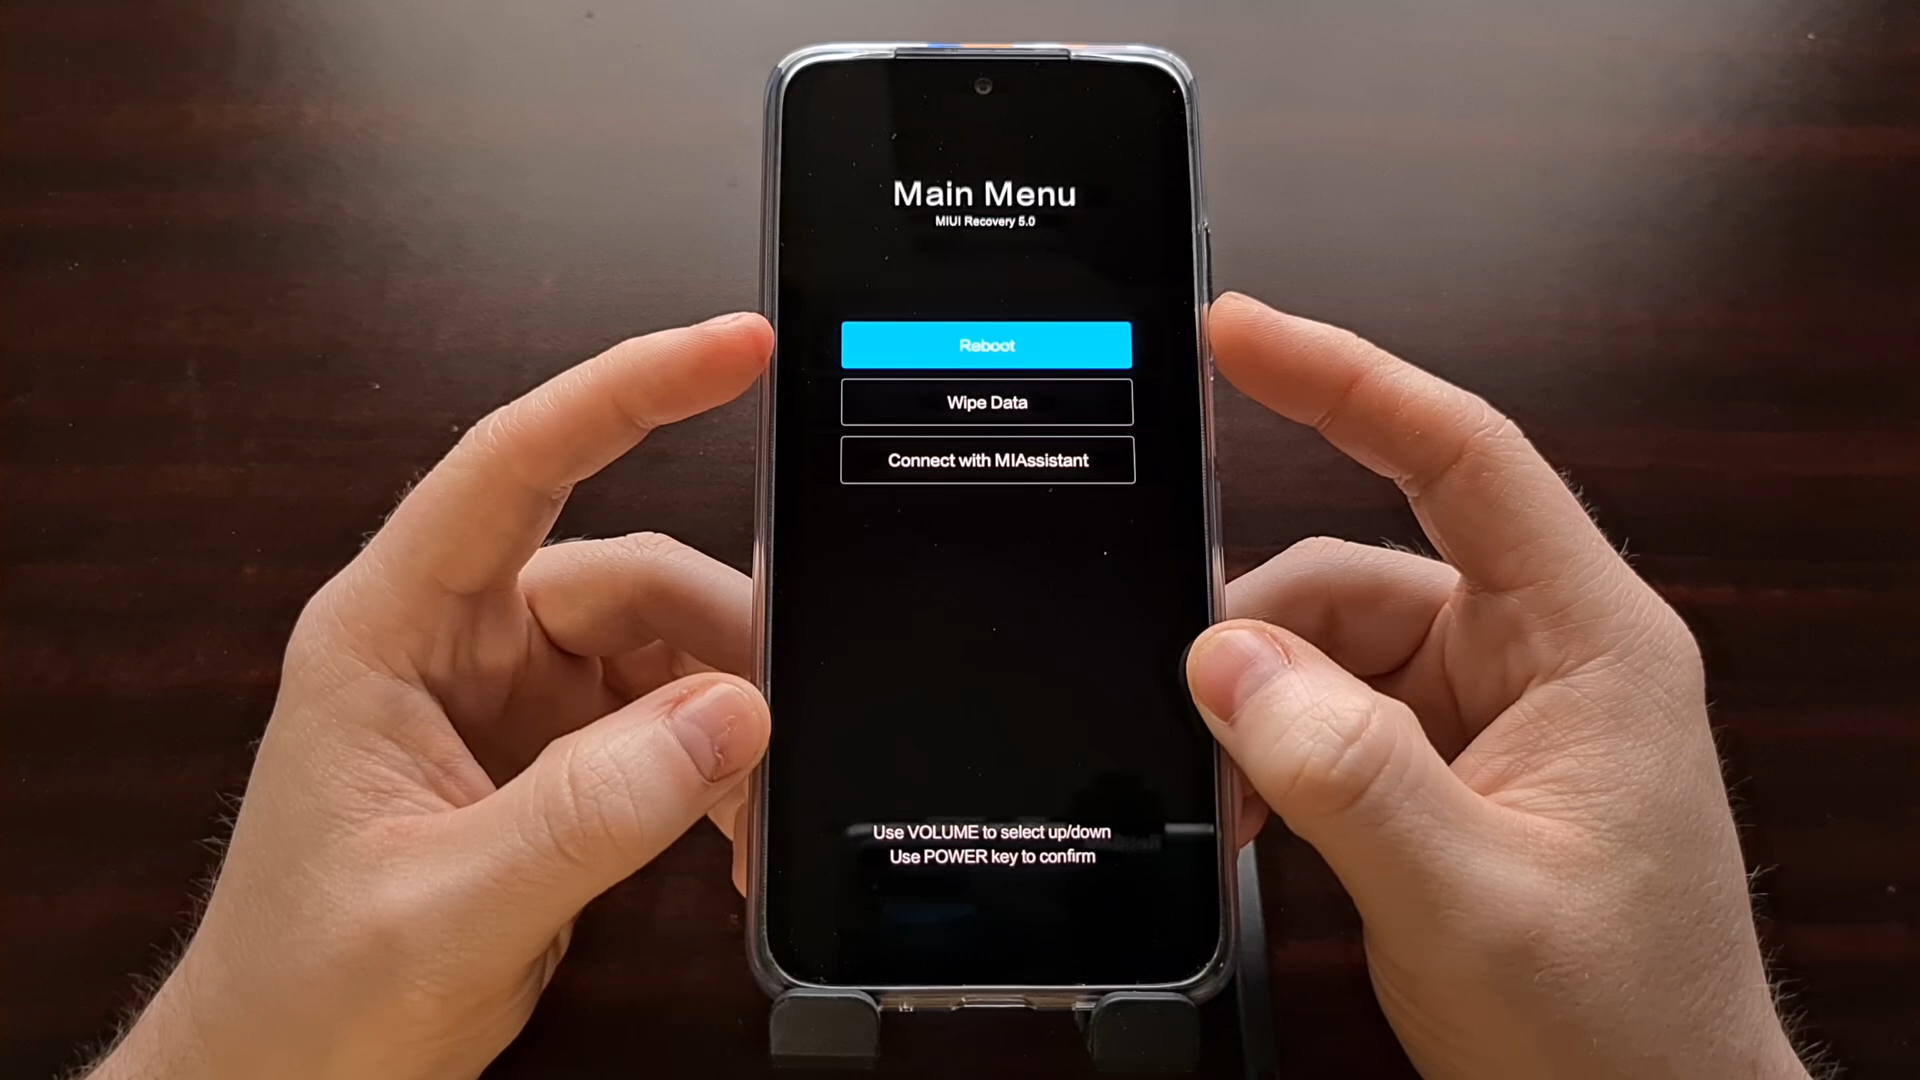 Main Menu
MIUI Recovery 5.0
Reboot
Wipe Data
Connect with MIAssistant
Use VOLUME to select up/down
Use POWER key to confirm